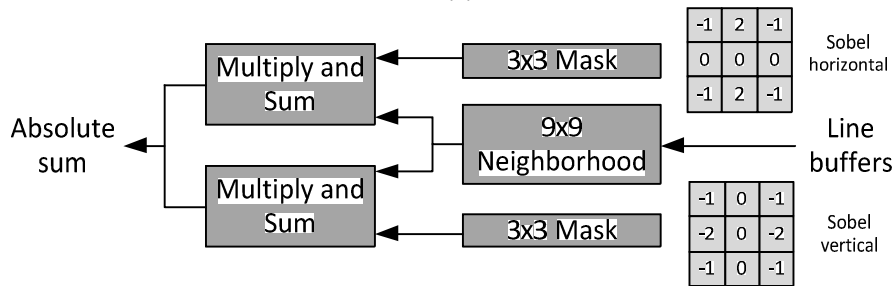 -1 2 -1
0 0 0
-1 2 -1
Sobel
horizontal
3x3 Mask
Multiply and
Sum
Absolute
sum
9x9
Neighborhood
Line
buffers
Multiply and
Sum
3x3 Mask
-1 0 -1
-2 0 -2
-1 0 -1
Sobel
vertical